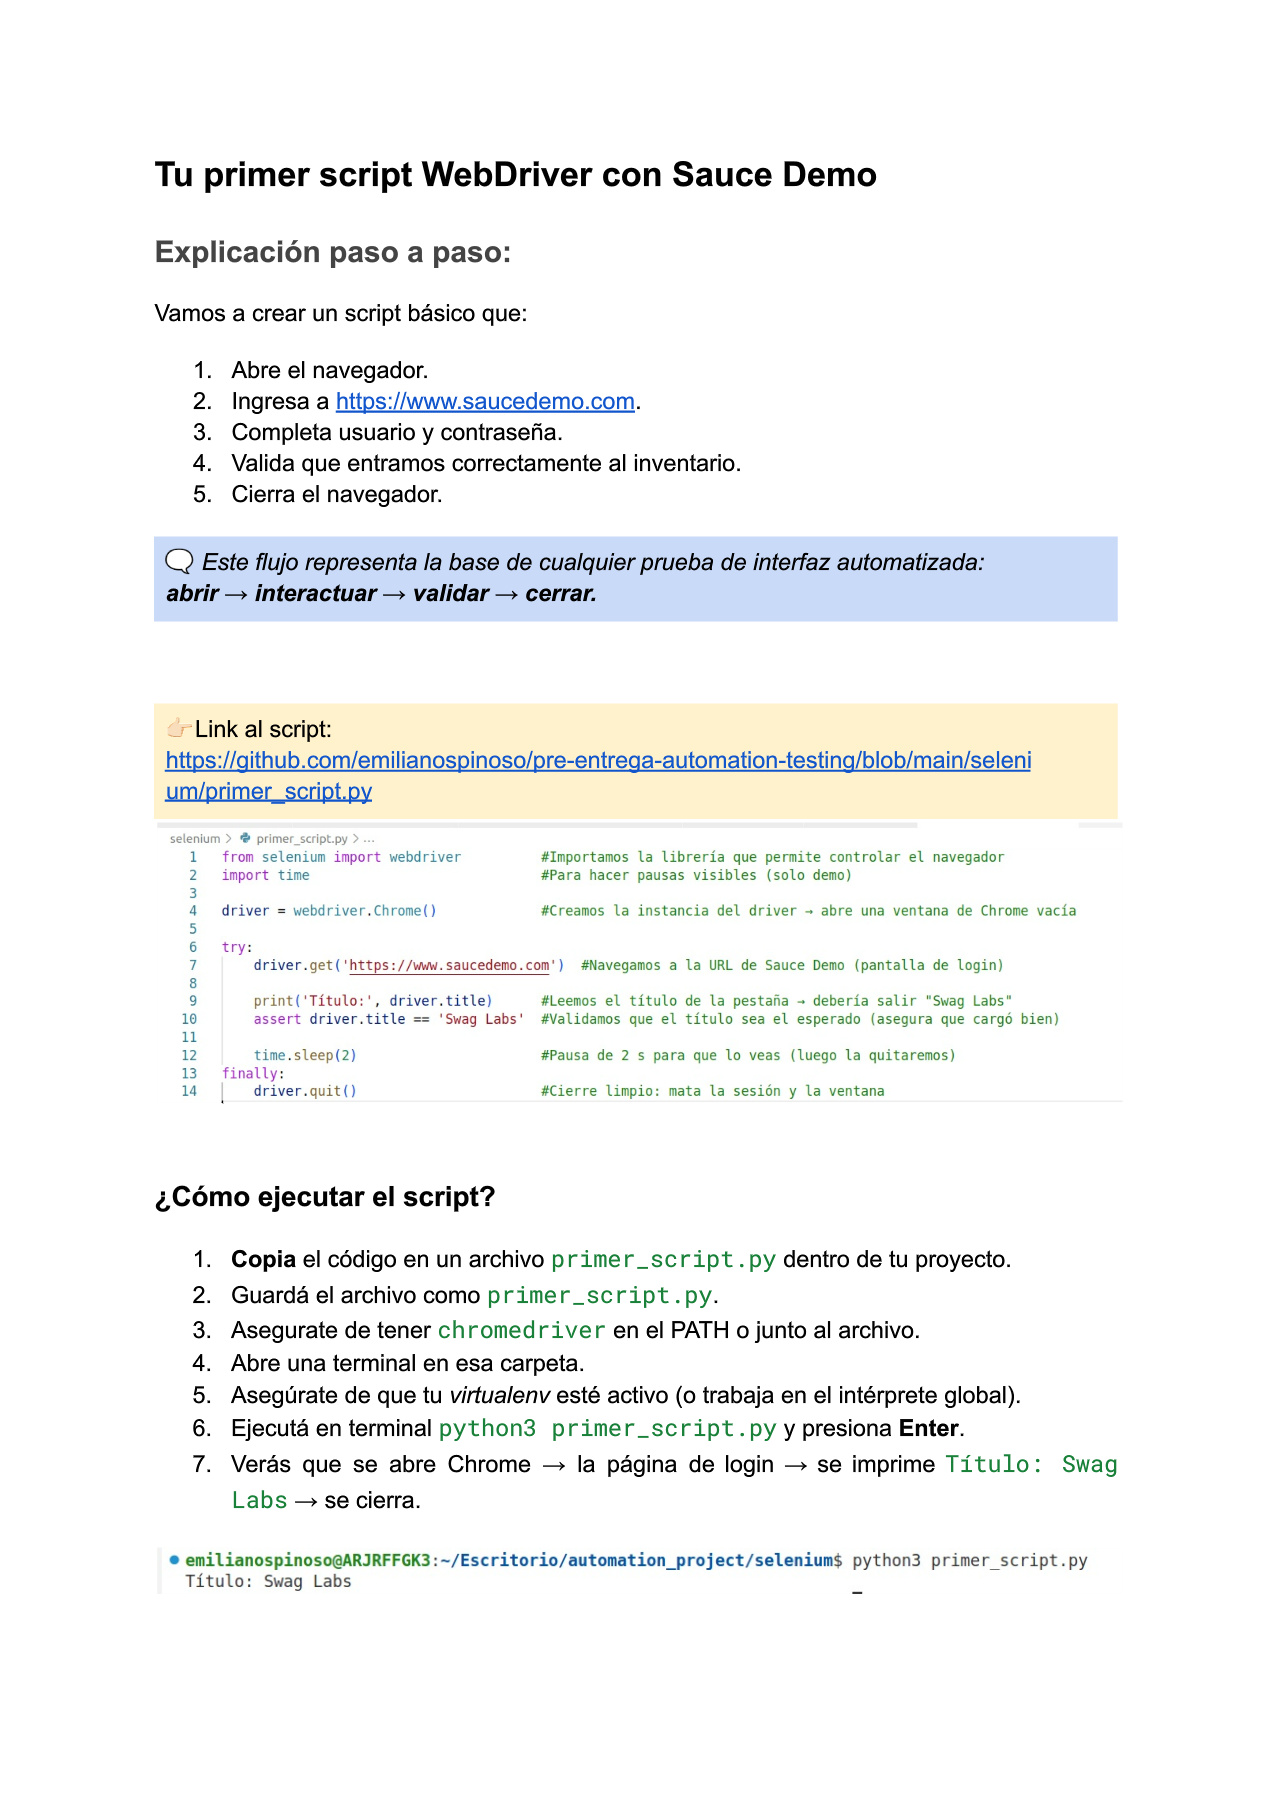 Tu primer script WebDriver con Sauce Demo
Explicación paso a paso:
Vamos a crear un script básico que:
1. Abre el navegador.
2. Ingresa a https://www.saucedemo.com.
3. Completa usuario y contraseña.
4. Valida que entramos correctamente al inventario.
5. Cierra el navegador.
🗨️ Este flujo representa la base de cualquier prueba de interfaz automatizada:
abrir → interactuar → validar → cerrar.
👉🏻Link al script:
https://github.com/emilianospinoso/pre-entrega-automation-testing/blob/main/seleni
um/primer_script.py
selenium > primer_script.py > ...
1 from selenium import webdriver #Importamos la librería que permite controlar el navegador
2 import time #Para hacer pausas visibles (solo demo)
3
4 driver = webdriver.Chrome() #Creamos la instancia del driver → abre una ventana de Chrome vacía
5
6 try:
7 driver.get('https://www.saucedemo.com') #Navegamos a la URL de Sauce Demo (pantalla de login)
8
9 print('Título:', driver.title) #Leemos el título de la pestaña → debería salir "Swag Labs"
10 assert driver.title == 'Swag Labs' #Validamos que el título sea el esperado (asegura que cargó bien)
11
12 time.sleep(2) #Pausa de 2 s para que lo veas (luego la quitaremos)
13 finally:
14 driver.quit() #Cierre limpio: mata la sesión y la ventana
¿Cómo ejecutar el script?
1. Copia el código en un archivo primer_script.py dentro de tu proyecto.
2. Guardá el archivo como primer_script.py.
3. Asegurate de tener chromedriver en el PATH o junto al archivo.
4. Abre una terminal en esa carpeta.
5. Asegúrate de que tu virtualenv esté activo (o trabaja en el intérprete global).
6. Ejecutá en terminal python3 primer_script.py y presiona Enter.
7. Verás que se abre Chrome → la página de login → se imprime Título: Swag
Labs → se cierra.
emilianospinoso@ARJRFFGK3:~/Escritorio/automation_project/selenium$ python3 primer_script.py
Título: Swag Labs